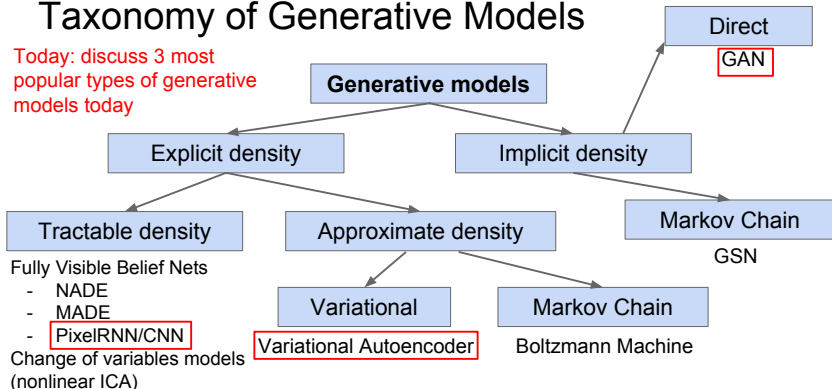 Taxonomy of Generative Models
Today: discuss 3 most
popular types of generative
models today
Direct
GAN
Generative models
Explicit density
Implicit density
Tractable density
Approximate density
Markov Chain
GSN
Fully Visible Belief Nets
- NADE
- MADE
- PixelRNN/CNN
Change of variables models
(nonlinear ICA)
Variational
Variational Autoencoder
Markov Chain
Boltzmann Machine